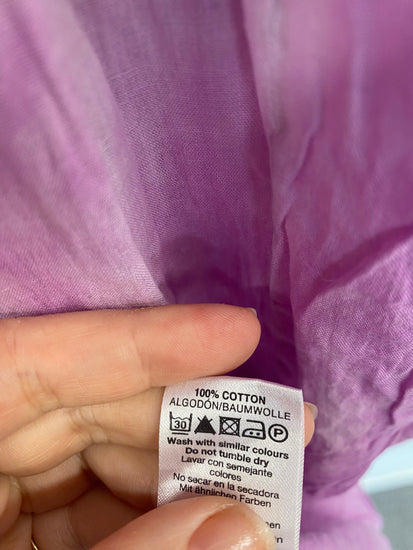 100% COTTON
ALGODÓN/BAUMWOLLE
30 P
Wash with similar colours
Do not tumble dry
Lavar con semejante
colores
No secar en la secadora
Mit ähnlichen Farben